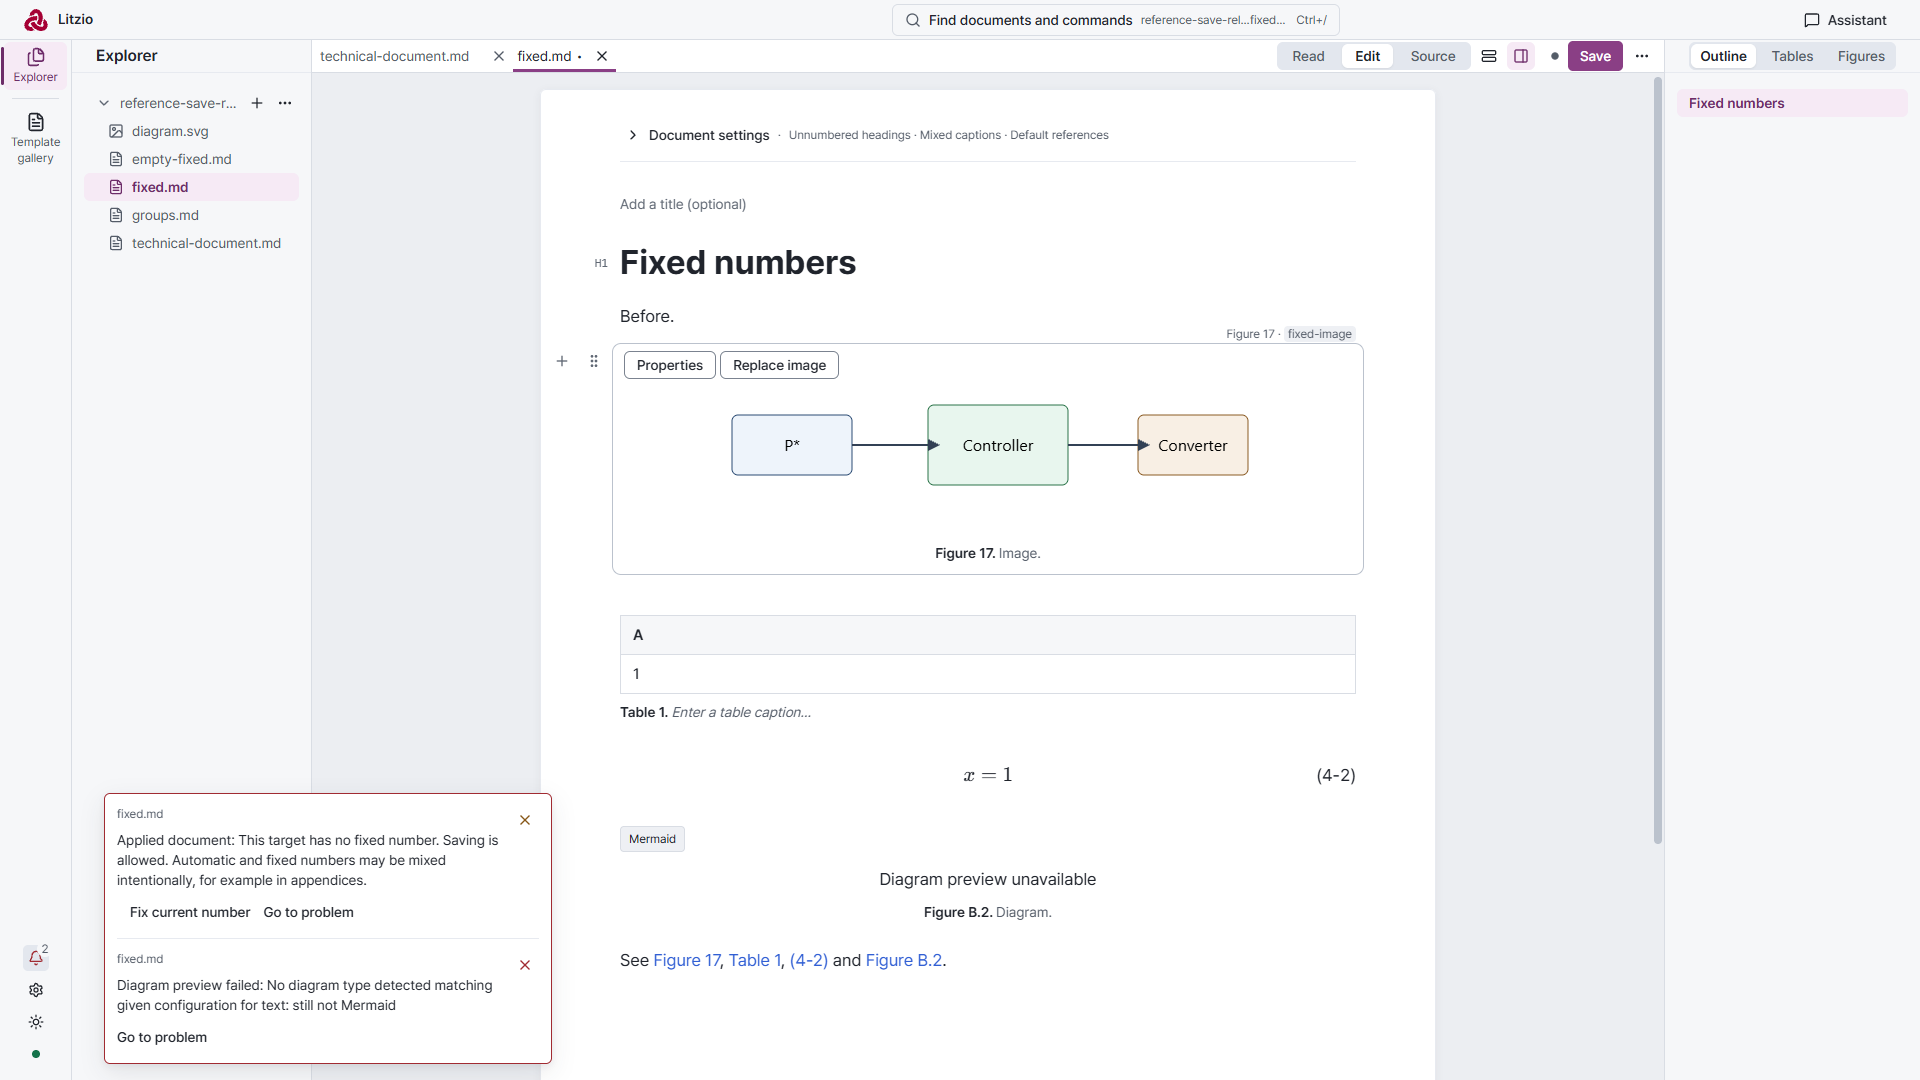 Litzio
Find documents and commands reference-save-rel...fixed... Ctrl+/
Assistant
Explorer
Template gallery
2
Explorer
reference-save-r...
diagram.svg
empty-fixed.md
fixed.md
groups.md
technical-document.md
technical-document.md
fixed.md •
Read Edit Source
Save
Outline Tables Figures
Fixed numbers
Document settings · Unnumbered headings · Mixed captions · Default references
Add a title (optional)
H1 Fixed numbers
Before.
Figure 17 · fixed-image
Properties Replace image
P*
Controller
Converter
Figure 17. Image.
A
1
Table 1. Enter a table caption...
x = 1 (4-2)
Mermaid
Diagram preview unavailable
Figure B.2. Diagram.
See Figure 17, Table 1, (4-2) and Figure B.2.
fixed.md
Applied document: This target has no fixed number. Saving is
allowed. Automatic and fixed numbers may be mixed
intentionally, for example in appendices.
Fix current number Go to problem
fixed.md
Diagram preview failed: No diagram type detected matching
given configuration for text: still not Mermaid
Go to problem